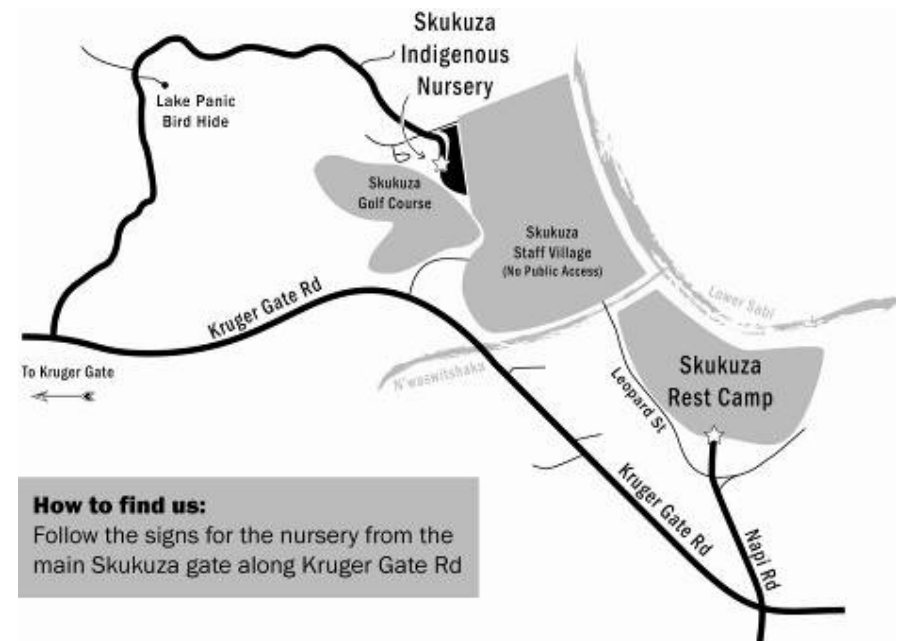 Skukuza
Indigenous
Nursery
Lake Panic
Bird Hide
Skukuza
Golf Course
Skukuza
Staff Village
(No Public Access)
Kruger Gate Rd
Lower Sabi
To Kruger Gate
N'waswitshaka
Leopard St
Skukuza
Rest Camp
Kruger Gate Rd
Napi Rd
How to find us:
Follow the signs for the nursery from the
main Skukuza gate along Kruger Gate Rd